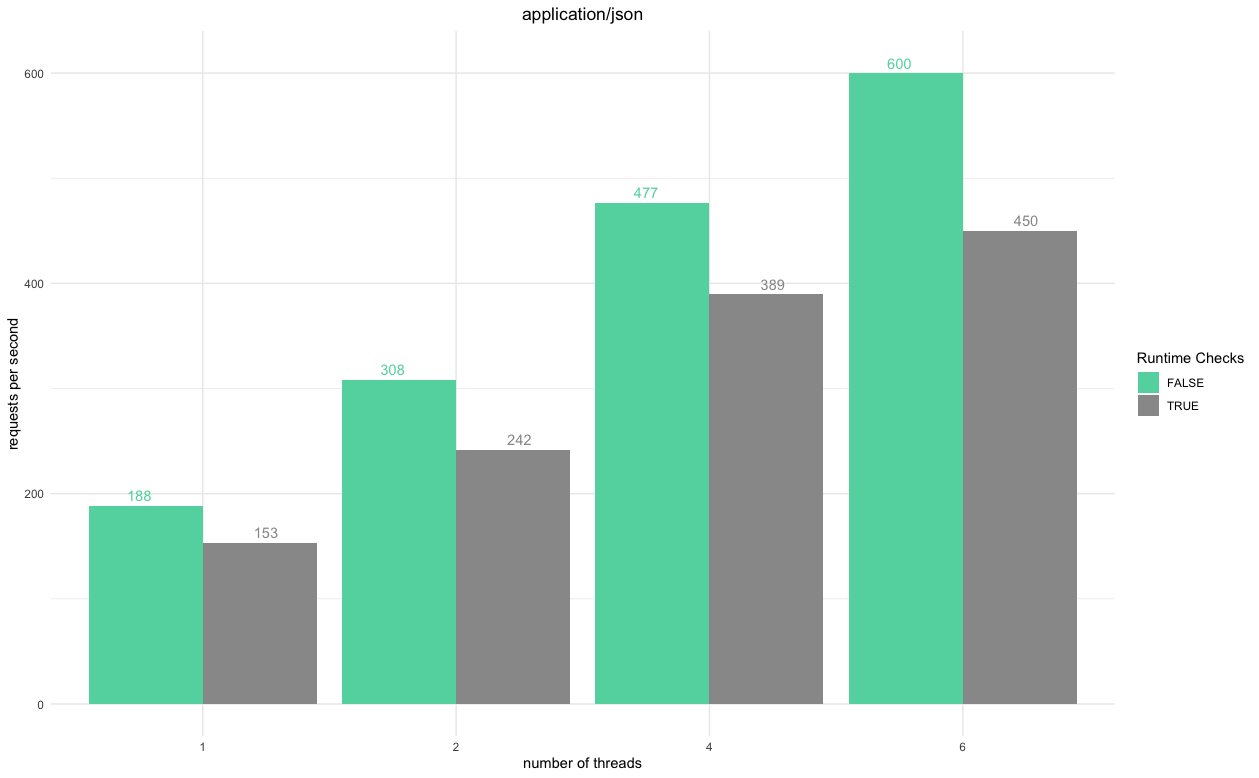 application/json
requests per second
600
400
200
0
188
153
308
242
477
389
600
450
1
2
4
6
number of threads
Runtime Checks
FALSE
TRUE